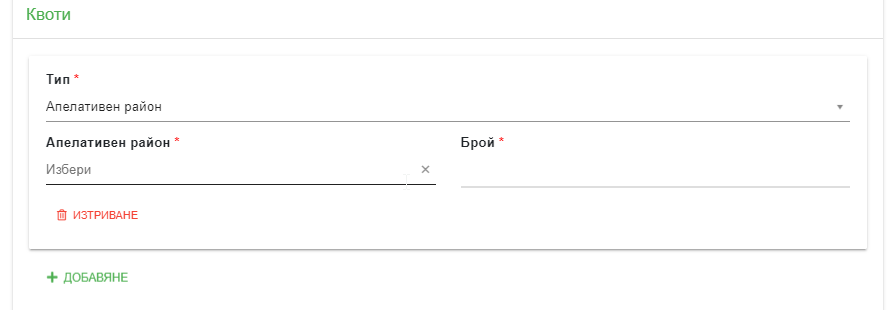 Квоти
Тип *
Апелативен район
Апелативен район * Брой *
Избери
ИЗТРИВАНЕ
ДОБАВЯНЕ